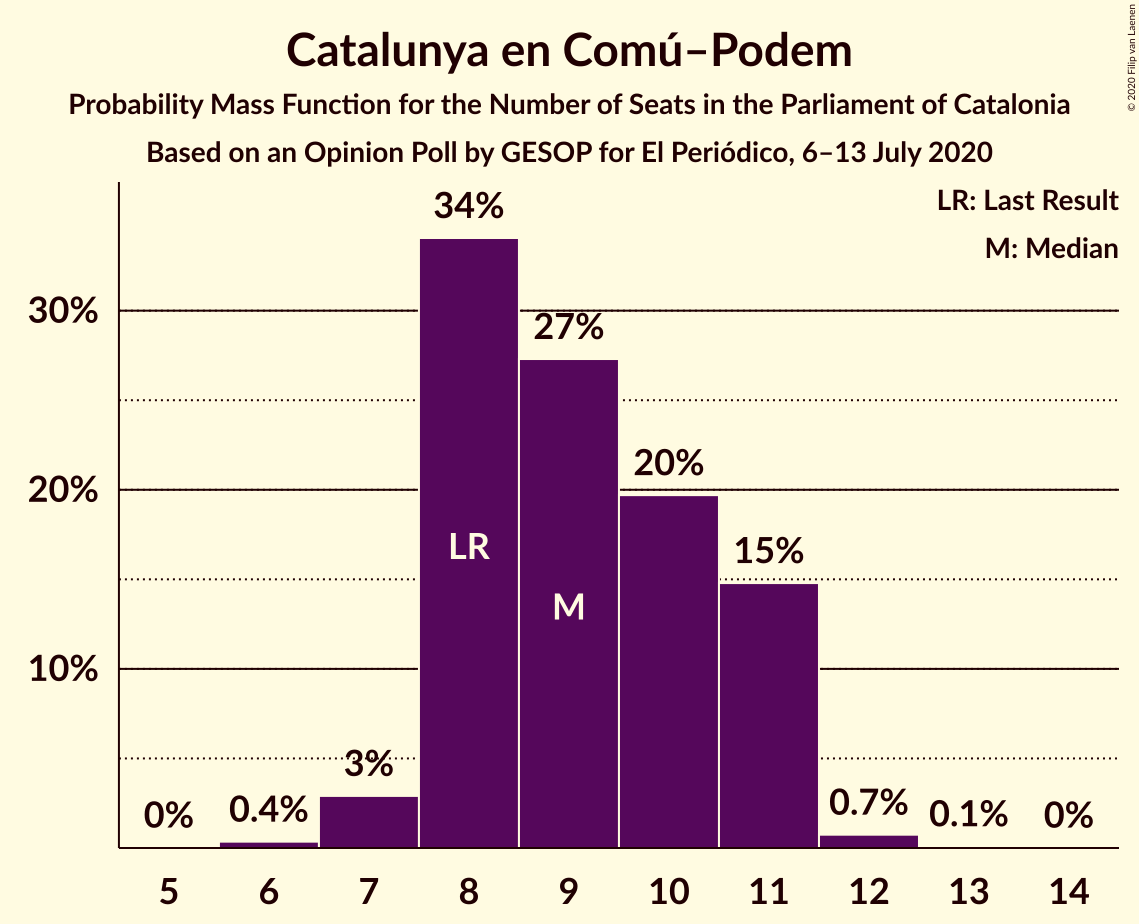 Catalunya en Comú–Podem
Probability Mass Function for the Number of Seats in the Parliament of Catalonia
Based on an Opinion Poll by GESOP for El Periódico, 6–13 July 2020
© 2020 Filip van Laenen
LR: Last Result
M: Median
34%
30%
27%
20%
20%
LR
15%
M
10%
3%
0%
0.4%
0.7%
0.1%
0%
5 6 7 8 9 10 11 12 13 14